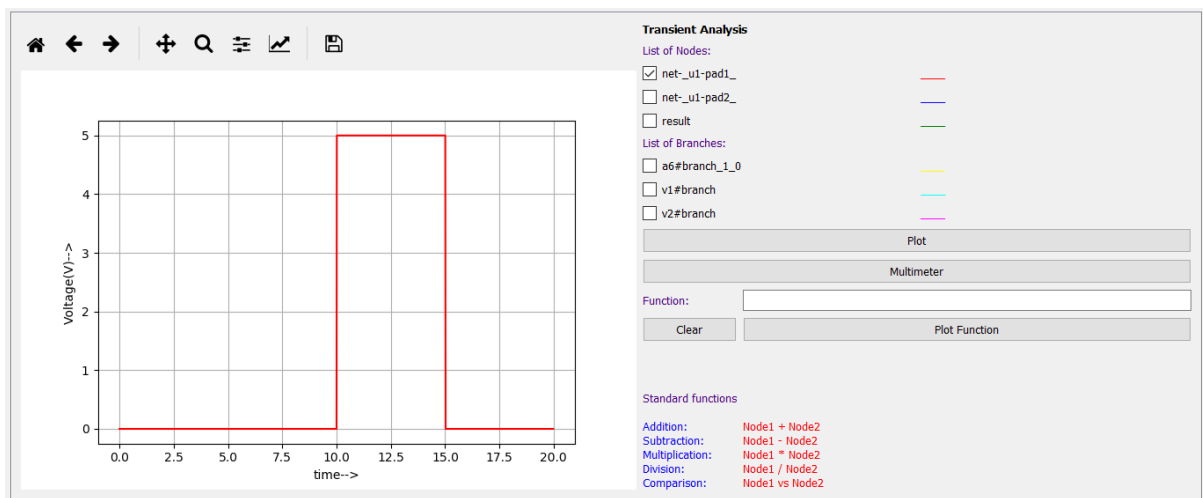 Transient Analysis
List of Nodes:
net-_u1-pad1_
net-_u1-pad2_
result
List of Branches:
a6#branch_1_0
v1#branch
v2#branch
Plot
Multimeter
Function:
Clear Plot Function
Standard functions
Addition: Node1 + Node2
Subtraction: Node1 - Node2
Multiplication: Node1 * Node2
Division: Node1 / Node2
Comparison: Node1 vs Node2
Voltage(V)-->
5
4
3
2
1
0
0.0 2.5 5.0 7.5 10.0 12.5 15.0 17.5 20.0
time-->